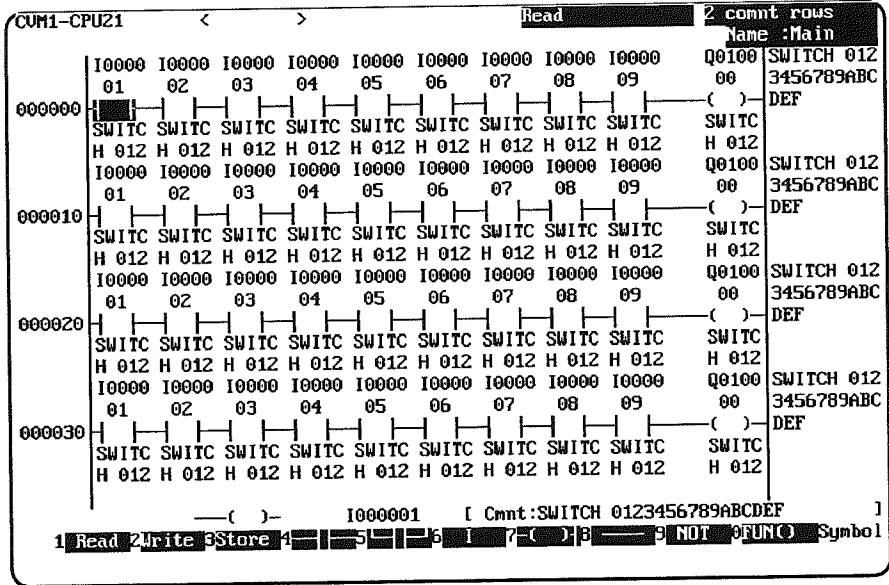 CVM1-CPU21 < > Read 2 comnt rows
Name :Main
I0000 I0000 I0000 I0000 I0000 I0000 I0000 I0000 I0000 Q0100 SWITCH 012
01 02 03 04 05 06 07 08 09 00 3456789ABC
000000 ( ) DEF
SWITC SWITC SWITC SWITC SWITC SWITC SWITC SWITC SWITC SWITC
H 012 H 012 H 012 H 012 H 012 H 012 H 012 H 012 H 012 H 012
I0000 I0000 I0000 I0000 I0000 I0000 I0000 I0000 I0000 Q0100 SWITCH 012
01 02 03 04 05 06 07 08 09 00 3456789ABC
000010 ( ) DEF
SWITC SWITC SWITC SWITC SWITC SWITC SWITC SWITC SWITC SWITC
H 012 H 012 H 012 H 012 H 012 H 012 H 012 H 012 H 012 H 012
I0000 I0000 I0000 I0000 I0000 I0000 I0000 I0000 I0000 Q0100 SWITCH 012
01 02 03 04 05 06 07 08 09 00 3456789ABC
000020 ( ) DEF
SWITC SWITC SWITC SWITC SWITC SWITC SWITC SWITC SWITC SWITC
H 012 H 012 H 012 H 012 H 012 H 012 H 012 H 012 H 012 H 012
I0000 I0000 I0000 I0000 I0000 I0000 I0000 I0000 I0000 Q0100 SWITCH 012
01 02 03 04 05 06 07 08 09 00 3456789ABC
000030 ( ) DEF
SWITC SWITC SWITC SWITC SWITC SWITC SWITC SWITC SWITC SWITC
H 012 H 012 H 012 H 012 H 012 H 012 H 012 H 012 H 012 H 012
( ) I000001 [ Cmnt:SWITCH 0123456789ABCDEF ]
1 Read 2Write 3Store 4 5 6 I 7 ( ) 8 9 NOT 0FUN() Symbol